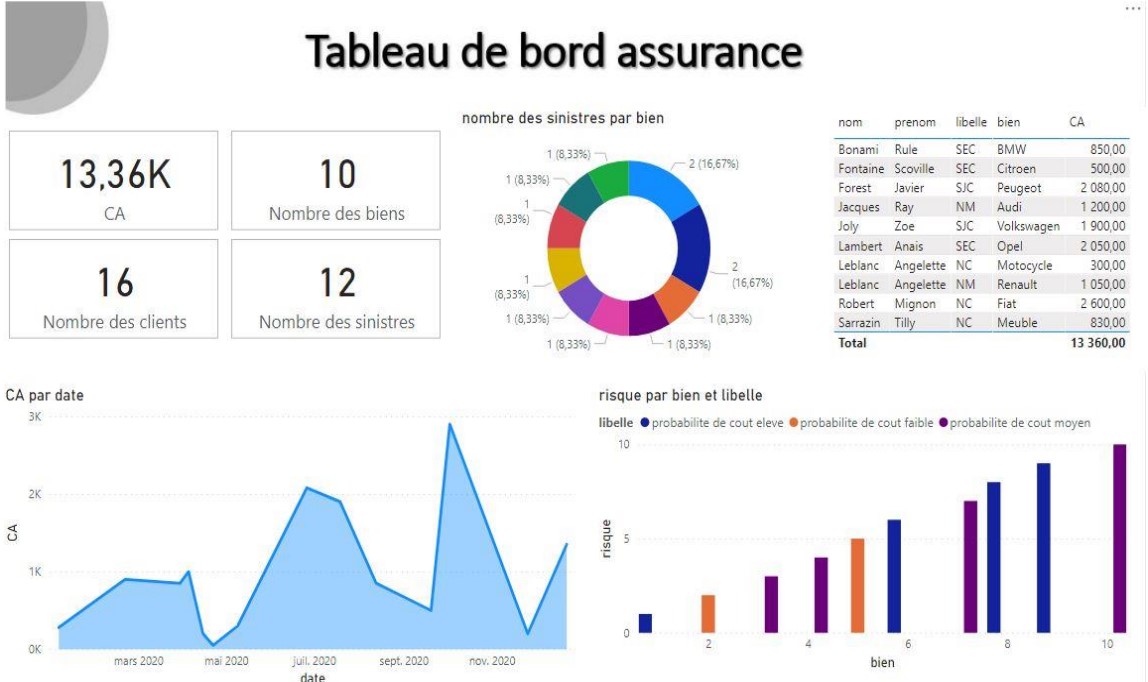 Tableau de bord assurance
13,36K
CA
10
Nombre des biens
16
Nombre des clients
12
Nombre des sinistres
nombre des sinistres par bien
1 (8,33%)
2 (16,67%)
1 (8,33%)
1
(8,33%)
2
(16,67%)
1
(8,33%)
1 (8,33%)
1 (8,33%)
1 (8,33%)
1 (8,33%)
nom prenom libelle bien CA
Bonami Rule SEC BMW 850,00
Fontaine Scoville SEC Citroen 500,00
Forest Javier SJC Peugeot 2 080,00
Jacques Ray NM Audi 1 200,00
Joly Zoe SJC Volkswagen 1 900,00
Lambert Anais SEC Opel 2 050,00
Leblanc Angelette NC Motocycle 300,00
Leblanc Angelette NM Renault 1 050,00
Robert Mignon NC Fiat 2 600,00
Sarrazin Tilly NC Meuble 830,00
Total 13 360,00
CA par date
3K
2K
1K
0K
CA
mars 2020 mai 2020 juil. 2020 sept. 2020 nov. 2020
date
risque par bien et libelle
libelle probabilite de cout eleve probabilite de cout faible probabilite de cout moyen
10
5
0
risque
2 4 6 8 10
bien